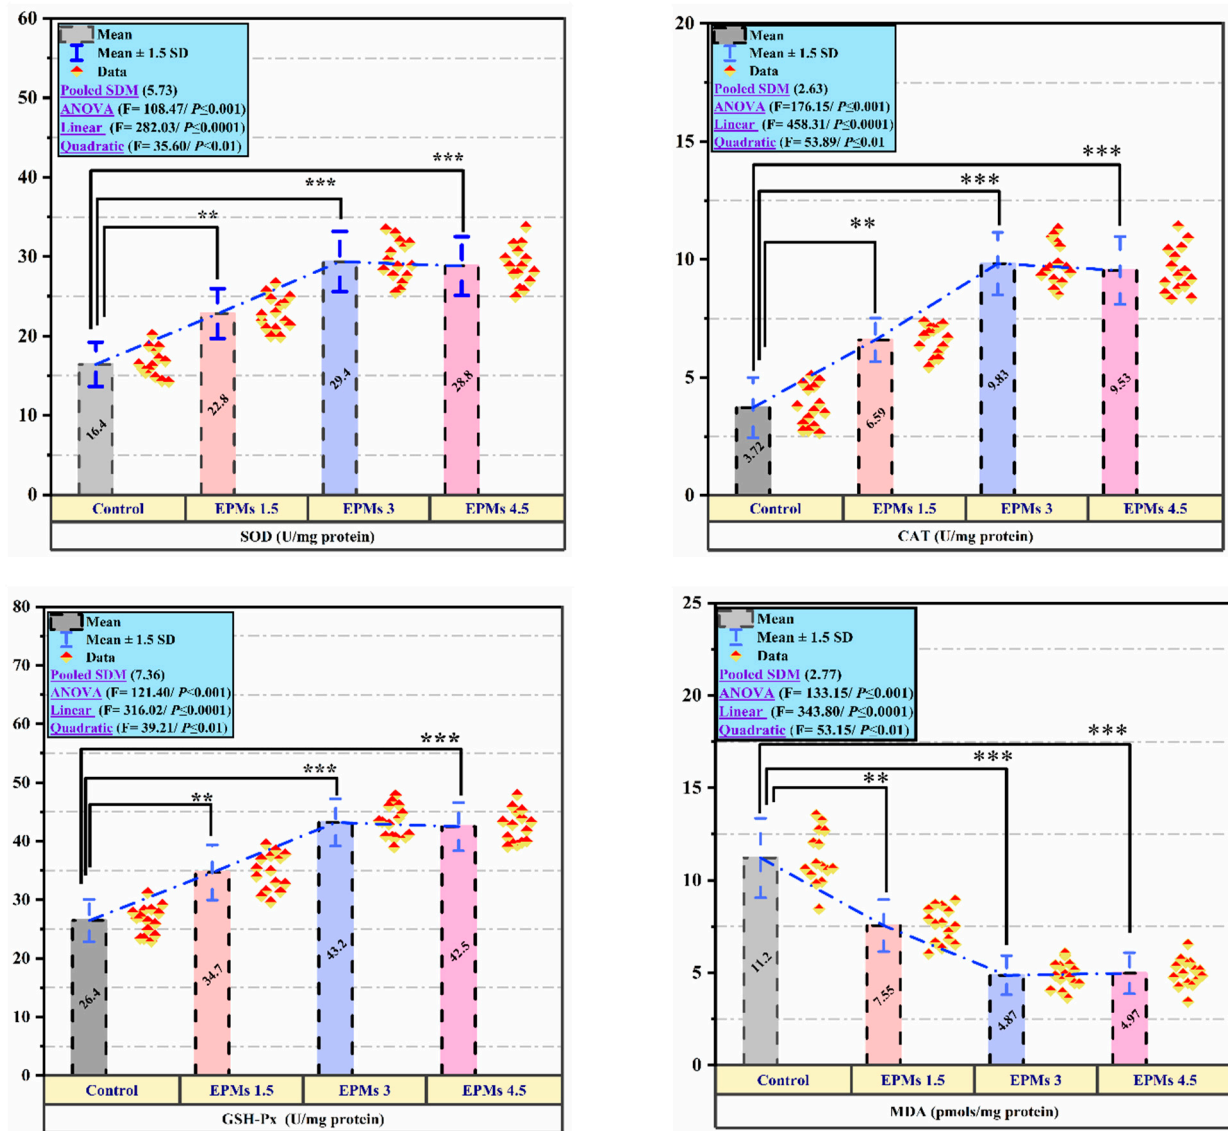 60
50
40
30
20
10
0
Mean
Mean ± 1.5 SD
Data
Pooled SDM (5.73)
ANOVA (F= 108.47/ P≤0.001)
Linear (F= 282.03/ P≤0.0001)
Quadratic (F= 35.60/ P≤0.01)
***
***
**
16.4
22.8
29.4
28.8
Control
EPMs 1.5
EPMs 3
EPMs 4.5
SOD (U/mg protein)
20
15
10
5
0
Mean
Mean ± 1.5 SD
Data
Pooled SDM (2.63)
ANOVA (F=176.15/ P≤0.001)
Linear (F= 458.31/ P≤0.0001)
Quadratic (F= 53.89/ P≤0.01
***
***
**
3.72
6.59
9.83
9.53
Control
EPMs 1.5
EPMs 3
EPMs 4.5
CAT (U/mg protein)
80
70
60
50
40
30
20
10
0
Mean
Mean ± 1.5 SD
Data
Pooled SDM (7.36)
ANOVA (F= 121.40/ P≤0.001)
Linear (F= 316.02/ P≤0.0001)
Quadratic (F= 39.21/ P≤0.01)
***
***
**
26.4
34.7
43.2
42.5
Control
EPMs 1.5
EPMs 3
EPMs 4.5
GSH-Px (U/mg protein)
25
20
15
10
5
0
Mean
Mean ± 1.5 SD
Data
Pooled SDM (2.77)
ANOVA (F= 133.15/ P≤0.001)
Linear (F= 343.80/ P≤0.0001)
Quadratic (F= 53.15/ P≤0.01)
***
***
**
11.2
7.55
4.87
4.97
Control
EPMs 1.5
EPMs 3
EPMs 4.5
MDA (pmols/mg protein)